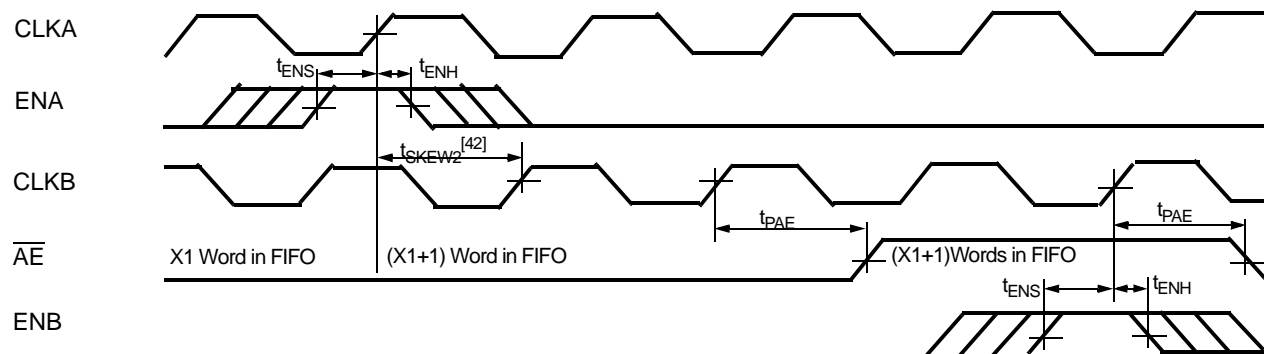 CLKA
tENS
tENH
ENA
tSKEW2[42]
CLKB
tPAE
tPAE
AE
X1 Word in FIFO
(X1+1) Word in FIFO
(X1+1)Words in FIFO
tENS
tENH
ENB